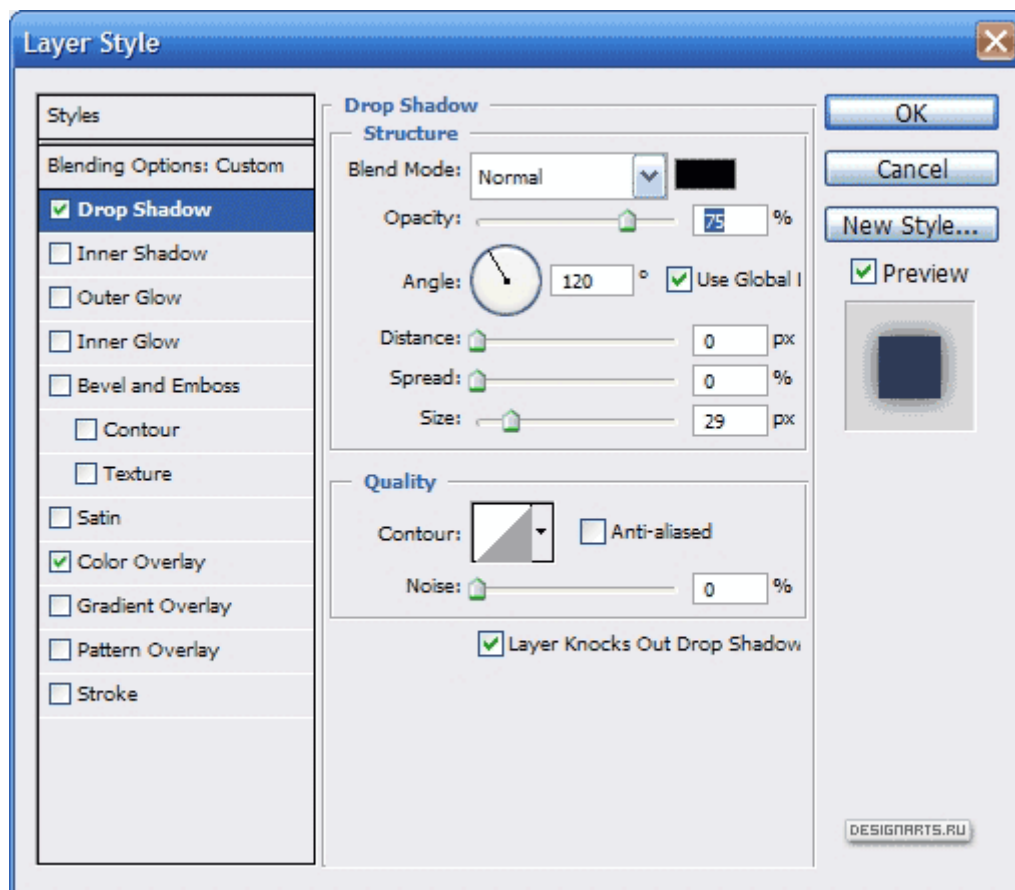 Layer Style
Styles
Blending Options: Custom
Drop Shadow
Inner Shadow
Outer Glow
Inner Glow
Bevel and Emboss
Contour
Texture
Satin
Color Overlay
Gradient Overlay
Pattern Overlay
Stroke
Drop Shadow
Structure
Blend Mode: Normal
Opacity: 75 %
Angle: 120 ° Use Global
Distance: 0 px
Spread: 0 %
Size: 29 px
Quality
Contour: Anti-aliased
Noise: 0 %
Layer Knocks Out Drop Shadow
OK
Cancel
New Style...
Preview
DESIGNARTS.RU